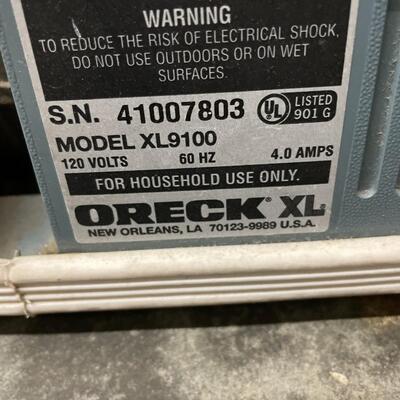 WARNING
TO REDUCE THE RISK OF ELECTRICAL SHOCK,
DO NOT USE OUTDOORS OR ON WET
SURFACES.
S.N. 41007803 UL LISTED
901 G
MODEL XL9100
120 VOLTS 60 HZ 4.0 AMPS
FOR HOUSEHOLD USE ONLY.
ORECK® XL®
NEW ORLEANS, LA 70123-9989 U.S.A.